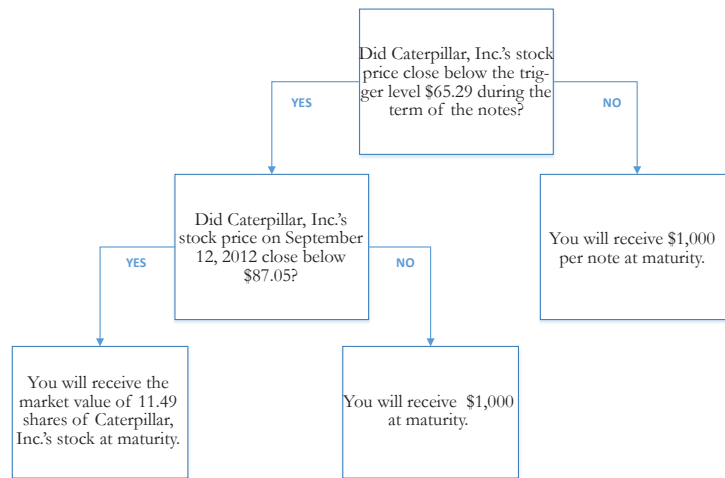 Did Caterpillar, Inc.'s stock
price close below the trig-
ger level $65.29 during the
term of the notes?
YES
NO
Did Caterpillar, Inc.'s
stock price on September
12, 2012 close below
$87.05?
You will receive $1,000
per note at maturity.
YES
NO
You will receive the
market value of 11.49
shares of Caterpillar,
Inc.'s stock at maturity.
You will receive  $1,000
at maturity.